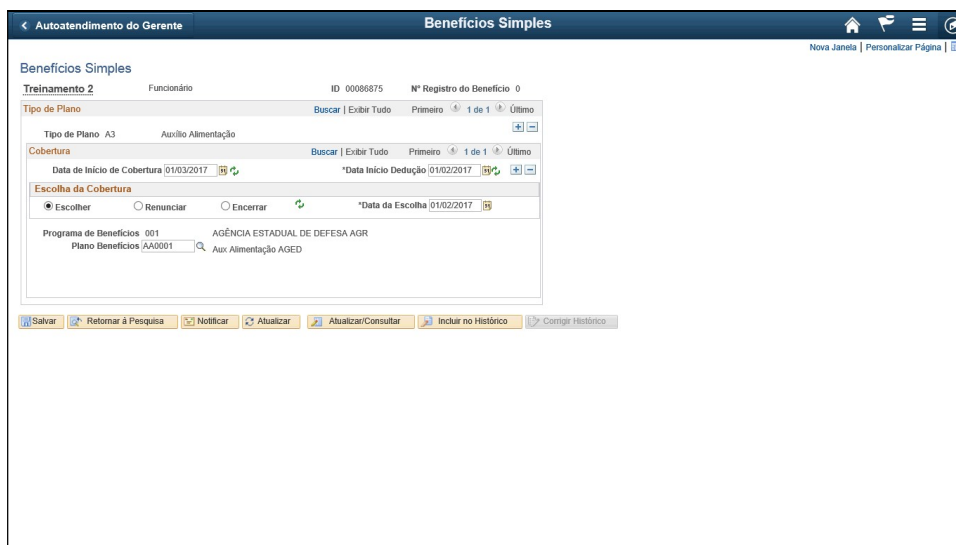 Autoatendimento do Gerente Benefícios Simples
Nova Janela | Personalizar Página |
Benefícios Simples
Treinamento 2 Funcionário ID 00086875 Nº Registro do Benefício 0
Tipo de Plano Buscar | Exibir Tudo Primeiro 1 de 1 Último
Tipo de Plano A3 Auxílio Alimentação
Cobertura Buscar | Exibir Tudo Primeiro 1 de 1 Último
Data de Início de Cobertura 01/03/2017 *Data Início Dedução 01/02/2017
Escolha da Cobertura
Escolher Renunciar Encerrar *Data da Escolha 01/02/2017
Programa de Benefícios 001 AGÊNCIA ESTADUAL DE DEFESA AGR
Plano Benefícios AA0001 Aux Alimentação AGED
Salvar Retornar à Pesquisa Notificar Atualizar Atualizar/Consultar Incluir no Histórico Corrigir Histórico